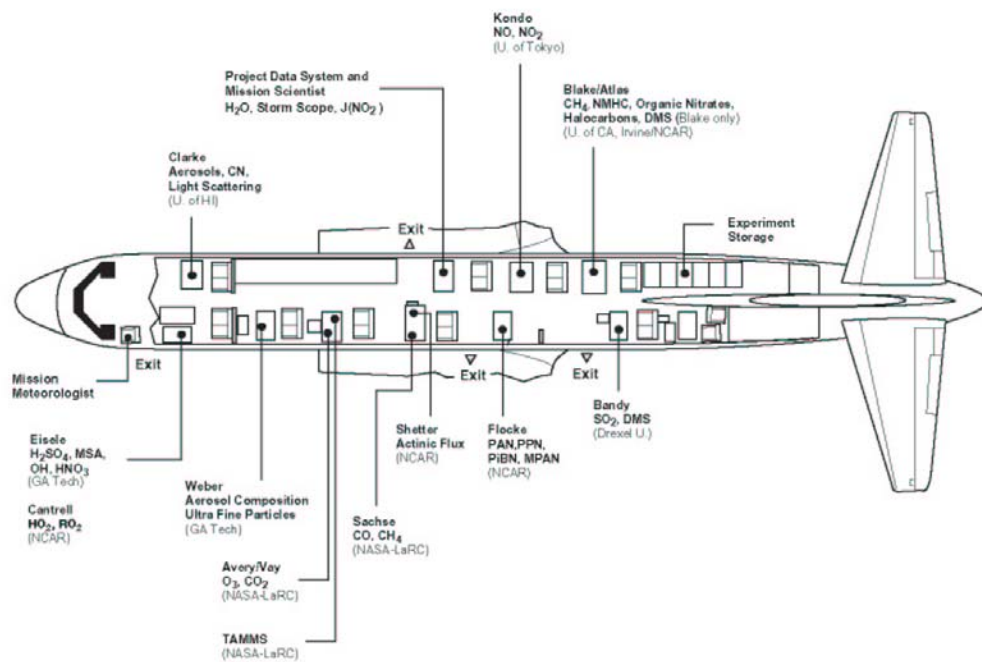 Kondo
NO, NO₂
(U. of Tokyo)
Project Data System and
Mission Scientist
H₂O, Storm Scope, J(NO₂ )
Blake/Atlas
CH₄, NMHC, Organic Nitrates,
Halocarbons, DMS (Blake only)
(U. of CA, Irvine/NCAR)
Clarke
Aerosols, CN,
Light Scattering
(U. of HI)
Experiment
Storage
Exit
Exit
Exit
Exit
Mission
Meteorologist
Eisele
H₂SO₄, MSA,
OH, HNO₃
(GA Tech)
Cantrell
HO₂, RO₂
(NCAR)
Weber
Aerosol Composition
Ultra Fine Particles
(GA Tech)
Avery/Vay
O₃, CO₂
(NASA-LaRC)
TAMMS
(NASA-LaRC)
Sachse
CO, CH₄
(NASA-LaRC)
Shetter
Actinic Flux
(NCAR)
Flocke
PAN,PPN,
PiBN, MPAN
(NCAR)
Bandy
SO₂, DMS
(Drexel U.)